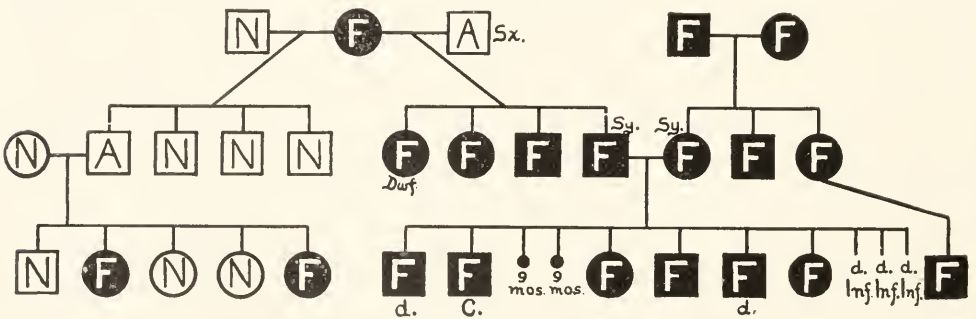 N F A Sx. F F
Sy. Sy.
N A N N N F F F F F F F
Dwf.
N F N N F F F 9 9 F F F F d. d. d. F
mos. mos. Inf. Inf. Inf.
d. C. d.